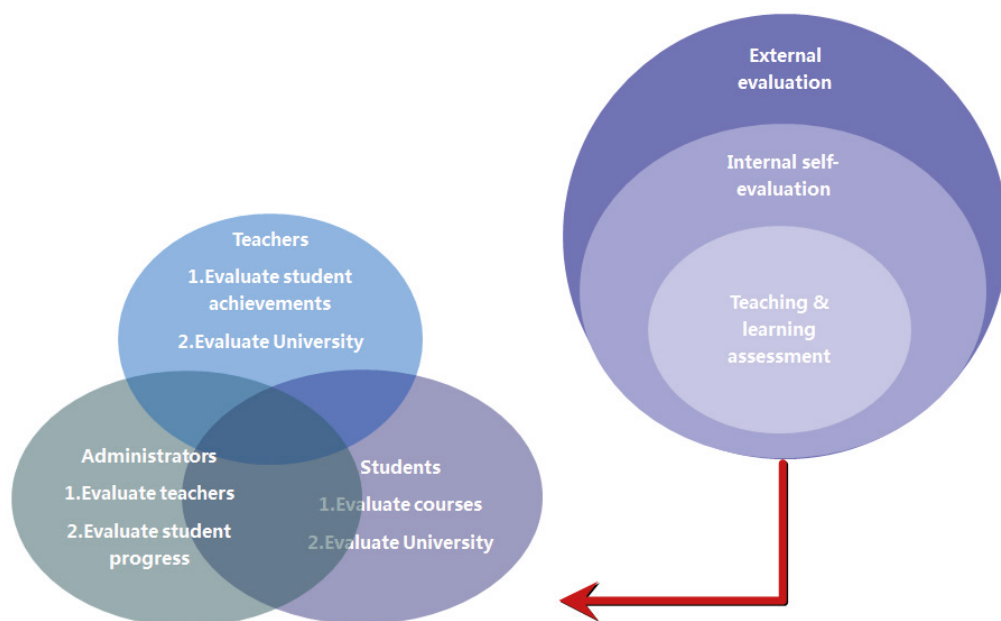 External
evaluation
Internal self-
evaluation
Teaching &
learning
assessment
Teachers
1.Evaluate student
achievements
2.Evaluate University
Administrators
1.Evaluate teachers
2.Evaluate student
progress
Students
1.Evaluate courses
2.Evaluate University